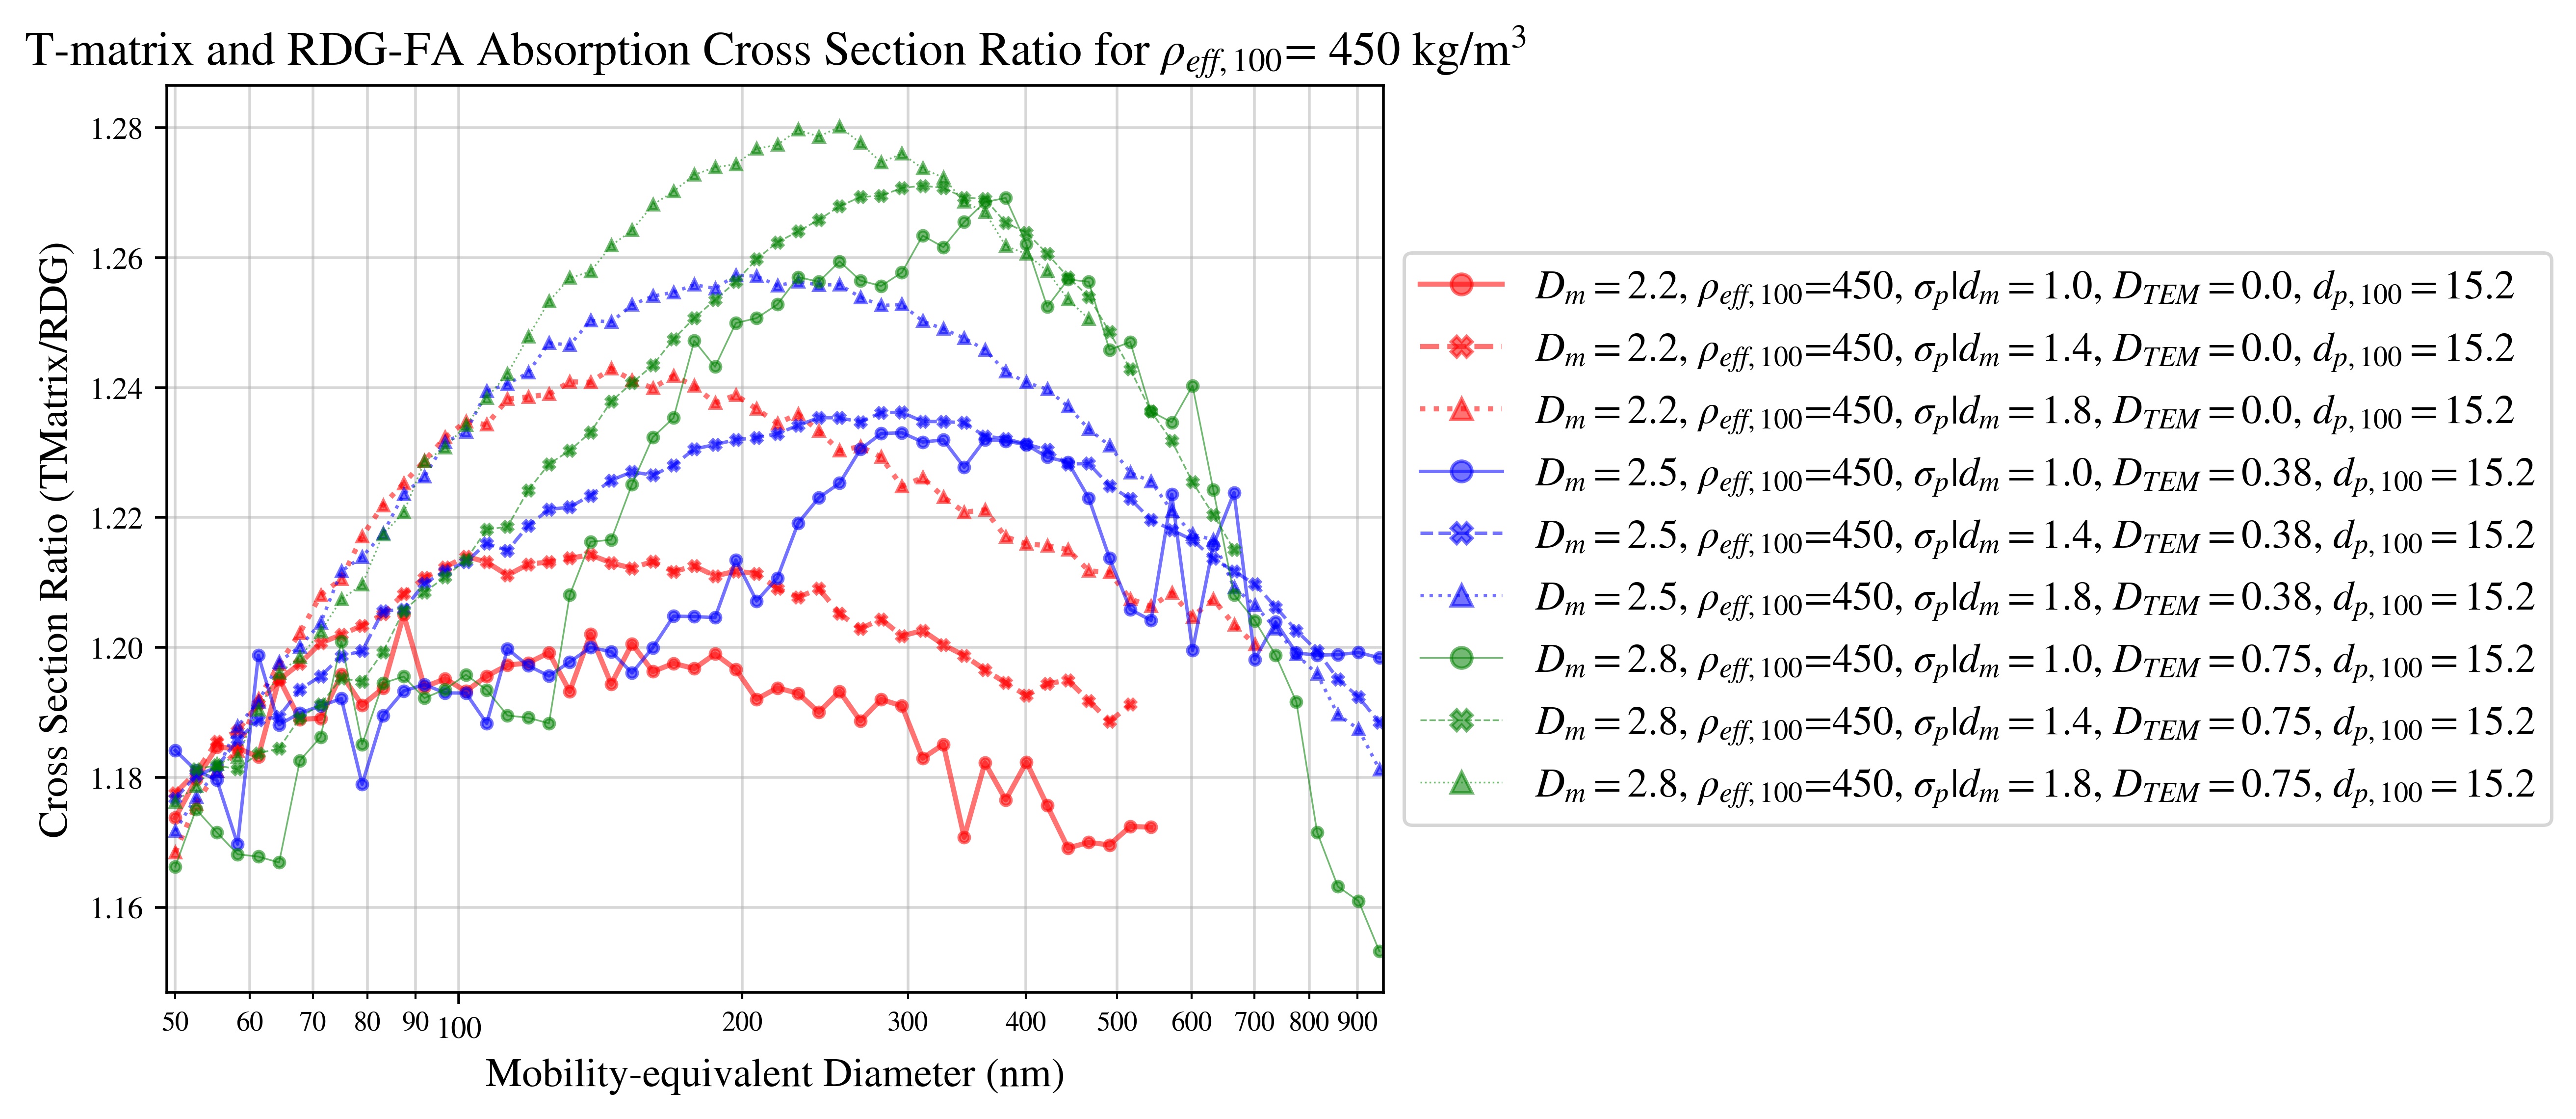 T-matrix and RDG-FA Absorption Cross Section Ratio for ρeff,100= 450 kg/m³
Cross Section Ratio (TMatrix/RDG)
1.28
1.26
1.24
1.22
1.20
1.18
1.16
50 60 70 80 90 100 200 300 400 500 600 700 800 900
Mobility-equivalent Diameter (nm)
Dm = 2.2, ρeff,100=450, σp|dm = 1.0, DTEM = 0.0, dp,100 = 15.2
Dm = 2.2, ρeff,100=450, σp|dm = 1.4, DTEM = 0.0, dp,100 = 15.2
Dm = 2.2, ρeff,100=450, σp|dm = 1.8, DTEM = 0.0, dp,100 = 15.2
Dm = 2.5, ρeff,100=450, σp|dm = 1.0, DTEM = 0.38, dp,100 = 15.2
Dm = 2.5, ρeff,100=450, σp|dm = 1.4, DTEM = 0.38, dp,100 = 15.2
Dm = 2.5, ρeff,100=450, σp|dm = 1.8, DTEM = 0.38, dp,100 = 15.2
Dm = 2.8, ρeff,100=450, σp|dm = 1.0, DTEM = 0.75, dp,100 = 15.2
Dm = 2.8, ρeff,100=450, σp|dm = 1.4, DTEM = 0.75, dp,100 = 15.2
Dm = 2.8, ρeff,100=450, σp|dm = 1.8, DTEM = 0.75, dp,100 = 15.2